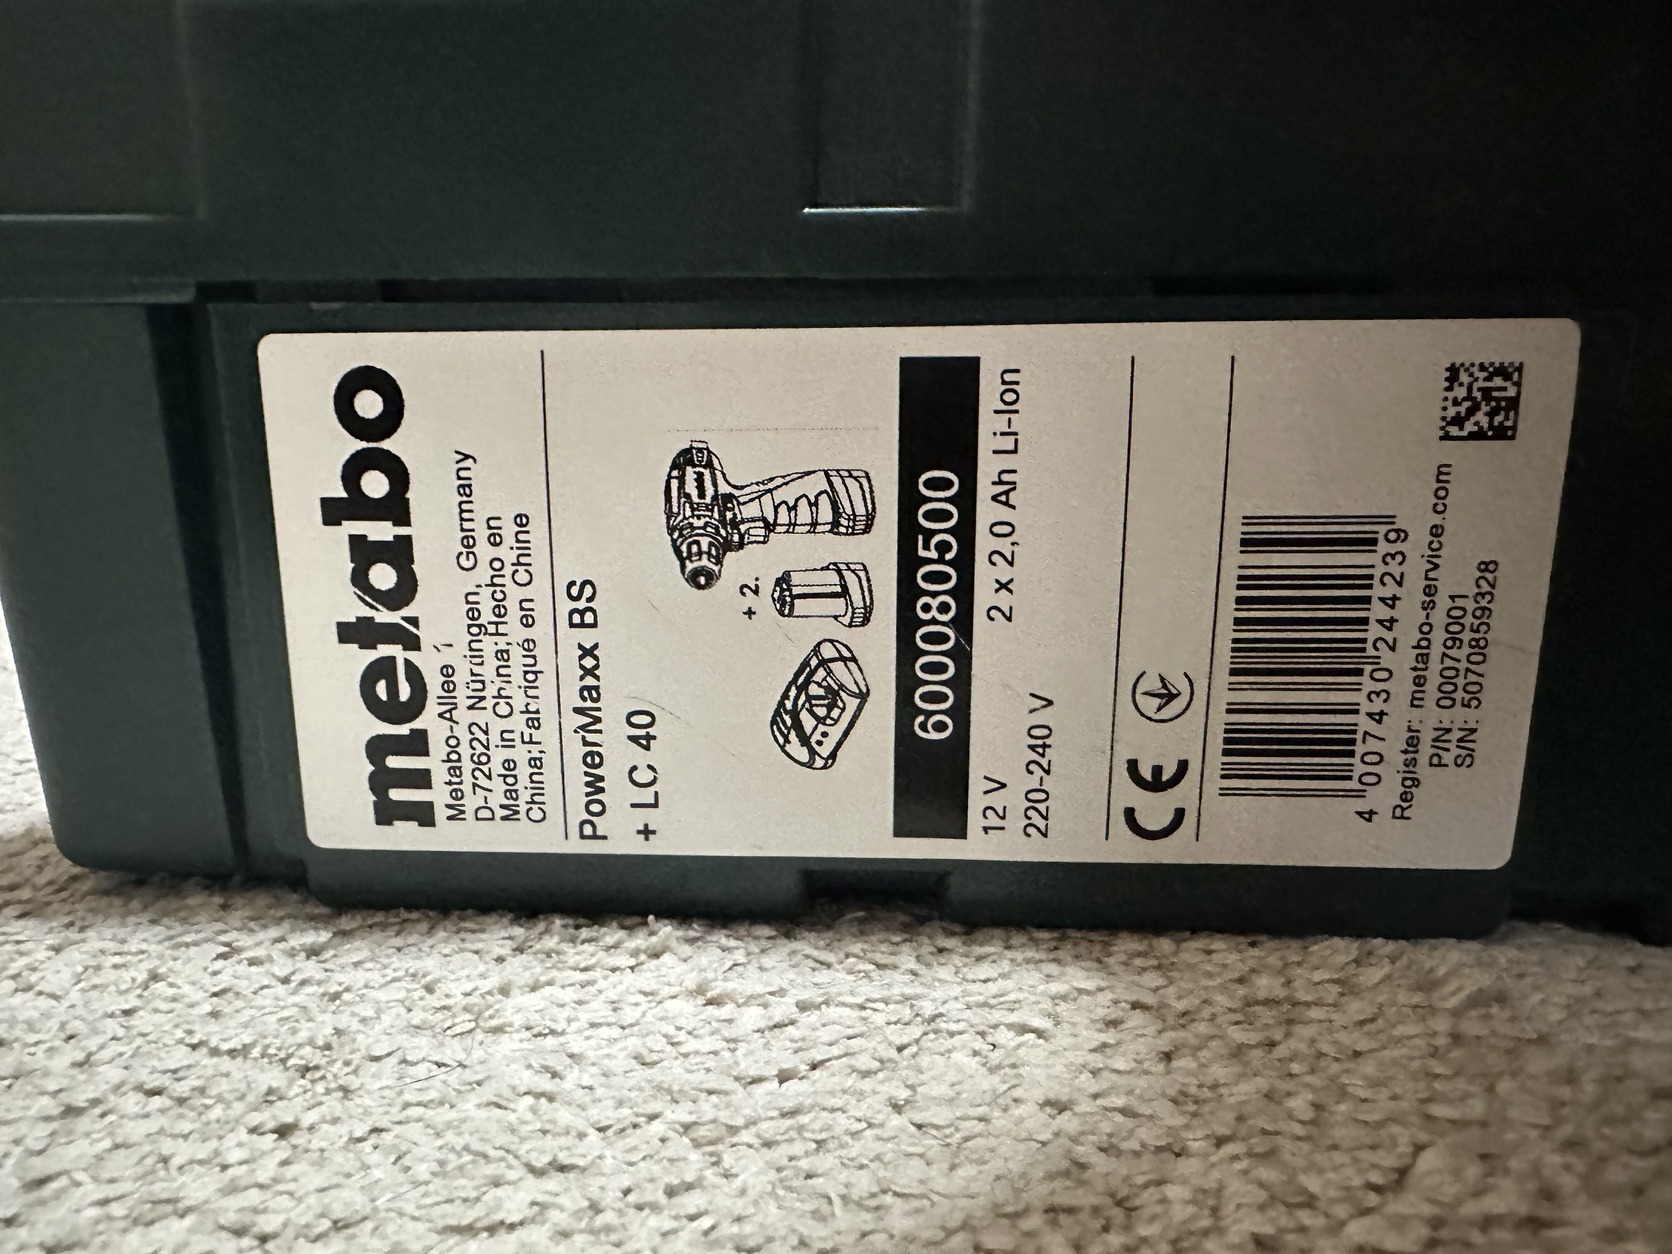 metabo
Metabo-Allee 1
D-72622 Nürtingen, Germany
Made in China; Hecho en
China; Fabriqué en Chine
PowerMaxx BS
+ LC 40
+ 2.
600080500
12 V 2 x 2,0 Ah Li-Ion
220-240 V
CE
4 007430 244239
Register: metabo-service.com
P/N: 00079001
S/N: 5070859328